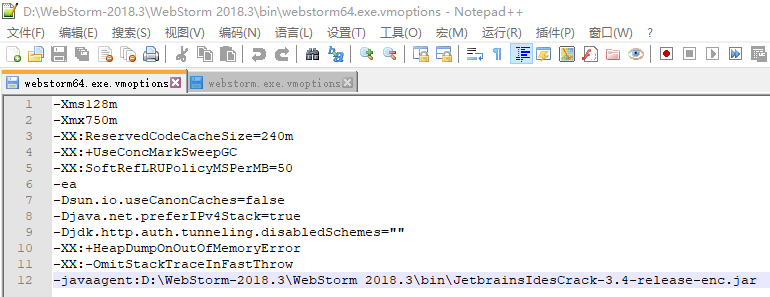 D:\WebStorm-2018.3\WebStorm 2018.3\bin\webstorm64.exe.vmoptions - Notepad++
文件(F) 编辑(E) 搜索(S) 视图(V) 编码(N) 语言(L) 设置(T) 工具(O) 宏(M) 运行(R) 插件(P) 窗口(W) ?
webstorm64.exe.vmoptions webstorm.exe.vmoptions
1 -Xms128m
2 -Xmx750m
3 -XX:ReservedCodeCacheSize=240m
4 -XX:+UseConcMarkSweepGC
5 -XX:SoftRefLRUPolicyMSPerMB=50
6 -ea
7 -Dsun.io.useCanonCaches=false
8 -Djava.net.preferIPv4Stack=true
9 -Djdk.http.auth.tunneling.disabledSchemes=""
10 -XX:+HeapDumpOnOutOfMemoryError
11 -XX:-OmitStackTraceInFastThrow
12 -javaagent:D:\WebStorm-2018.3\WebStorm 2018.3\bin\JetbrainsIdesCrack-3.4-release-enc.jar